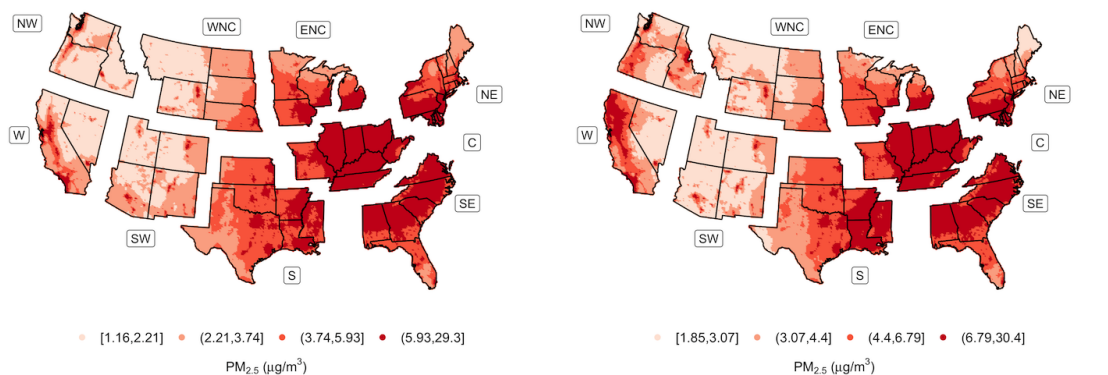 NW
WNC
ENC
NE
W
C
SE
SW
S
[1.16,2.21] (2.21,3.74] (3.74,5.93] (5.93,29.3]
PM2.5 (μg/m3)
NW
WNC
ENC
NE
W
C
SE
SW
S
[1.85,3.07] (3.07,4.4] (4.4,6.79] (6.79,30.4]
PM2.5 (μg/m3)